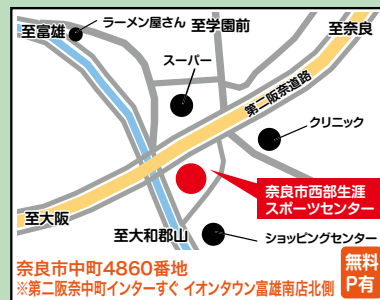 ラーメン屋さん
至学園前
至奈良
至富雄
スーパー
第二阪奈道路
クリニック
奈良市西部生涯
スポーツセンター
至大阪
至大和郡山
ショッピングセンター
奈良市中町4860番地
※第二阪奈中町インターすぐ イオンタウン富雄南店北側
無料
P有